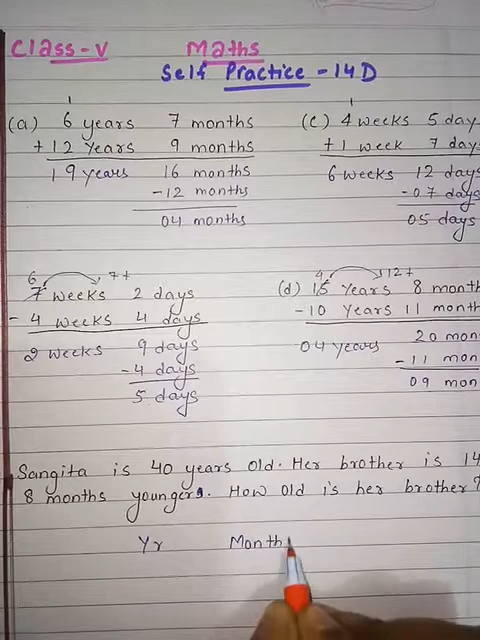 Class-V Maths
Self Practice - 14D
1 1
(a) 6 years 7 months (c) 4 weeks 5 day
+ 12 Years 9 months + 1 week 7 day
19 years 16 months 6 weeks 12 days
- 12 months - 07 days
04 months 05 days
6 7+ 4 12+
7 weeks 2 days (d) 15 Years 8 month
- 4 weeks 4 days - 10 Years 11 month
2 weeks 9 days 04 years 20 mon
- 4 days - 11 mon
5 days 09 mon
Sangita is 40 years old. Her brother is 14
8 months younger. How old is her brother?
Yr Month